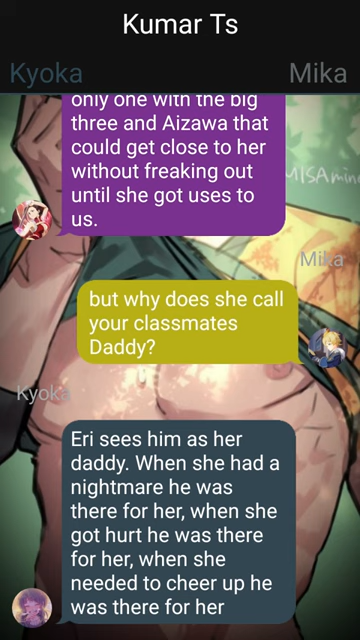 Kumar Ts
Kyoka
Mika
only one with the big
three and Aizawa that
could get close to her
without freaking out
until she got uses to
us.
Mika
but why does she call
your classmates
Daddy?
Kyoka
Eri sees him as her
daddy. When she had a
nightmare he was
there for her, when she
got hurt he was there
for her, when she
needed to cheer up he
was there for her